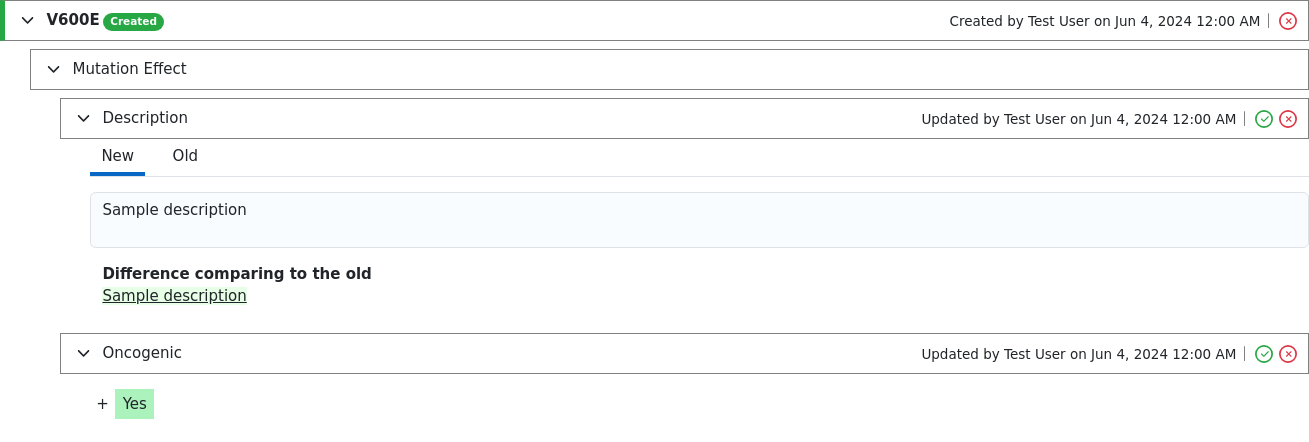 V600E Created Created by Test User on Jun 4, 2024 12:00 AM
Mutation Effect
Description Updated by Test User on Jun 4, 2024 12:00 AM
New Old
Sample description
Difference comparing to the old
Sample description
Oncogenic Updated by Test User on Jun 4, 2024 12:00 AM
+ Yes